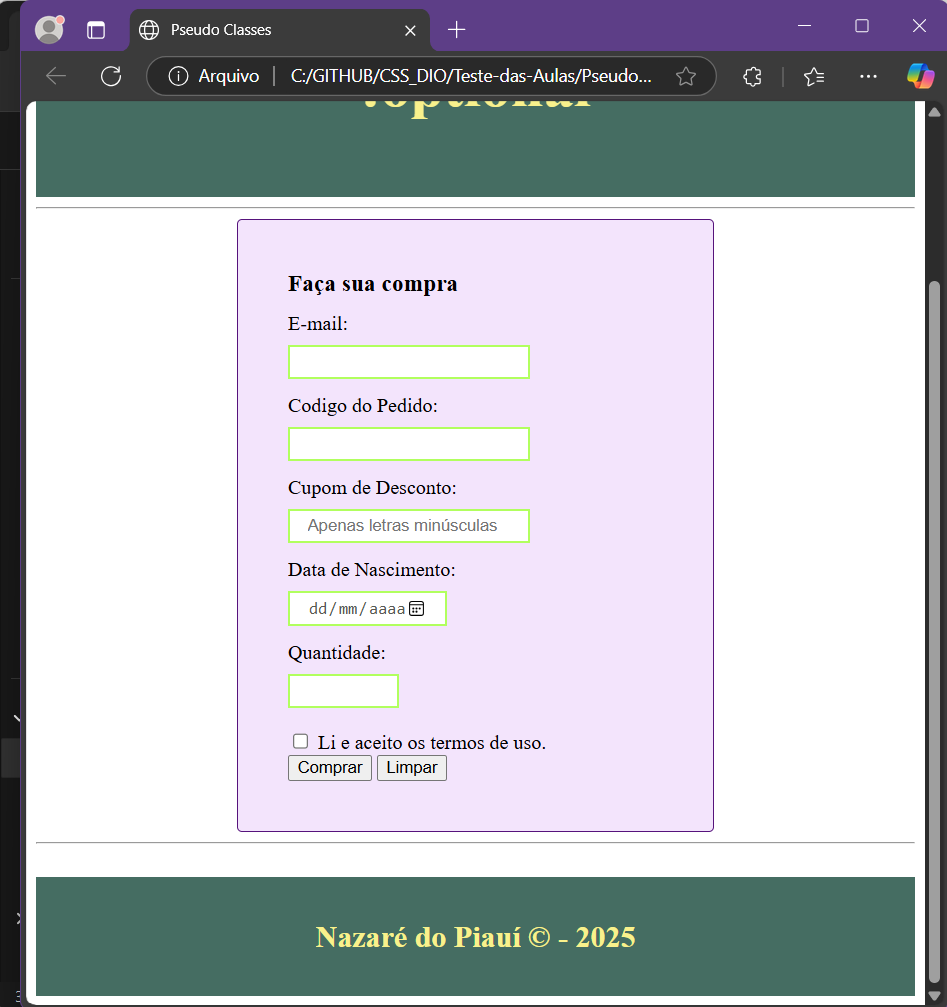 Pseudo Classes
Arquivo
C:/GITHUB/CSS_DIO/Teste-das-Aulas/Pseudo...
:optional
Faça sua compra
E-mail:
Codigo do Pedido:
Cupom de Desconto:
Apenas letras minúsculas
Data de Nascimento:
dd/mm/aaaa
Quantidade:
Li e aceito os termos de uso.
Comprar Limpar
Nazaré do Piauí © - 2025